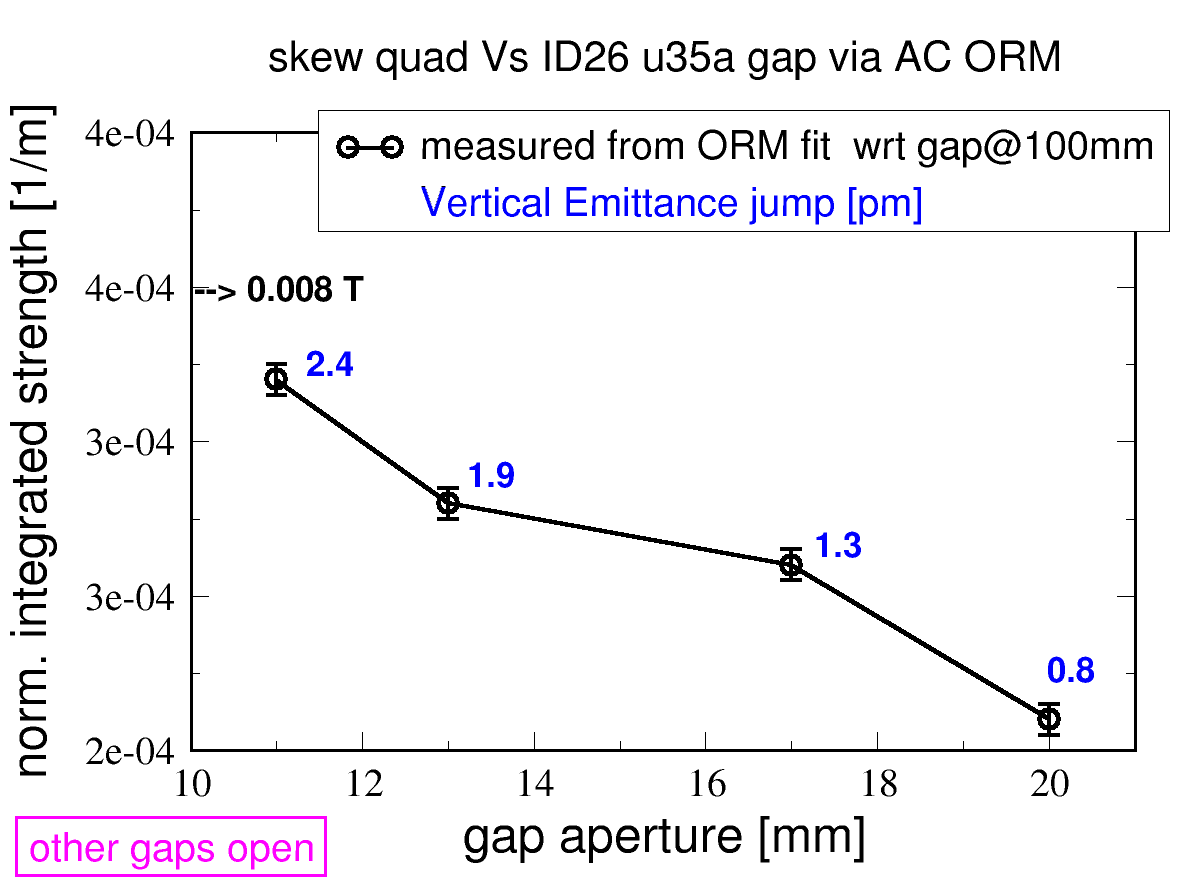 skew quad Vs ID26 u35a gap via AC ORM
measured from ORM fit  wrt gap@100mm
Vertical Emittance jump [pm]
norm. integrated strength [1/m]
4e-04
4e-04
--> 0.008 T
2.4
3e-04
1.9
1.3
3e-04
0.8
2e-04
10 12 14 16 18 20
gap aperture [mm]
other gaps open